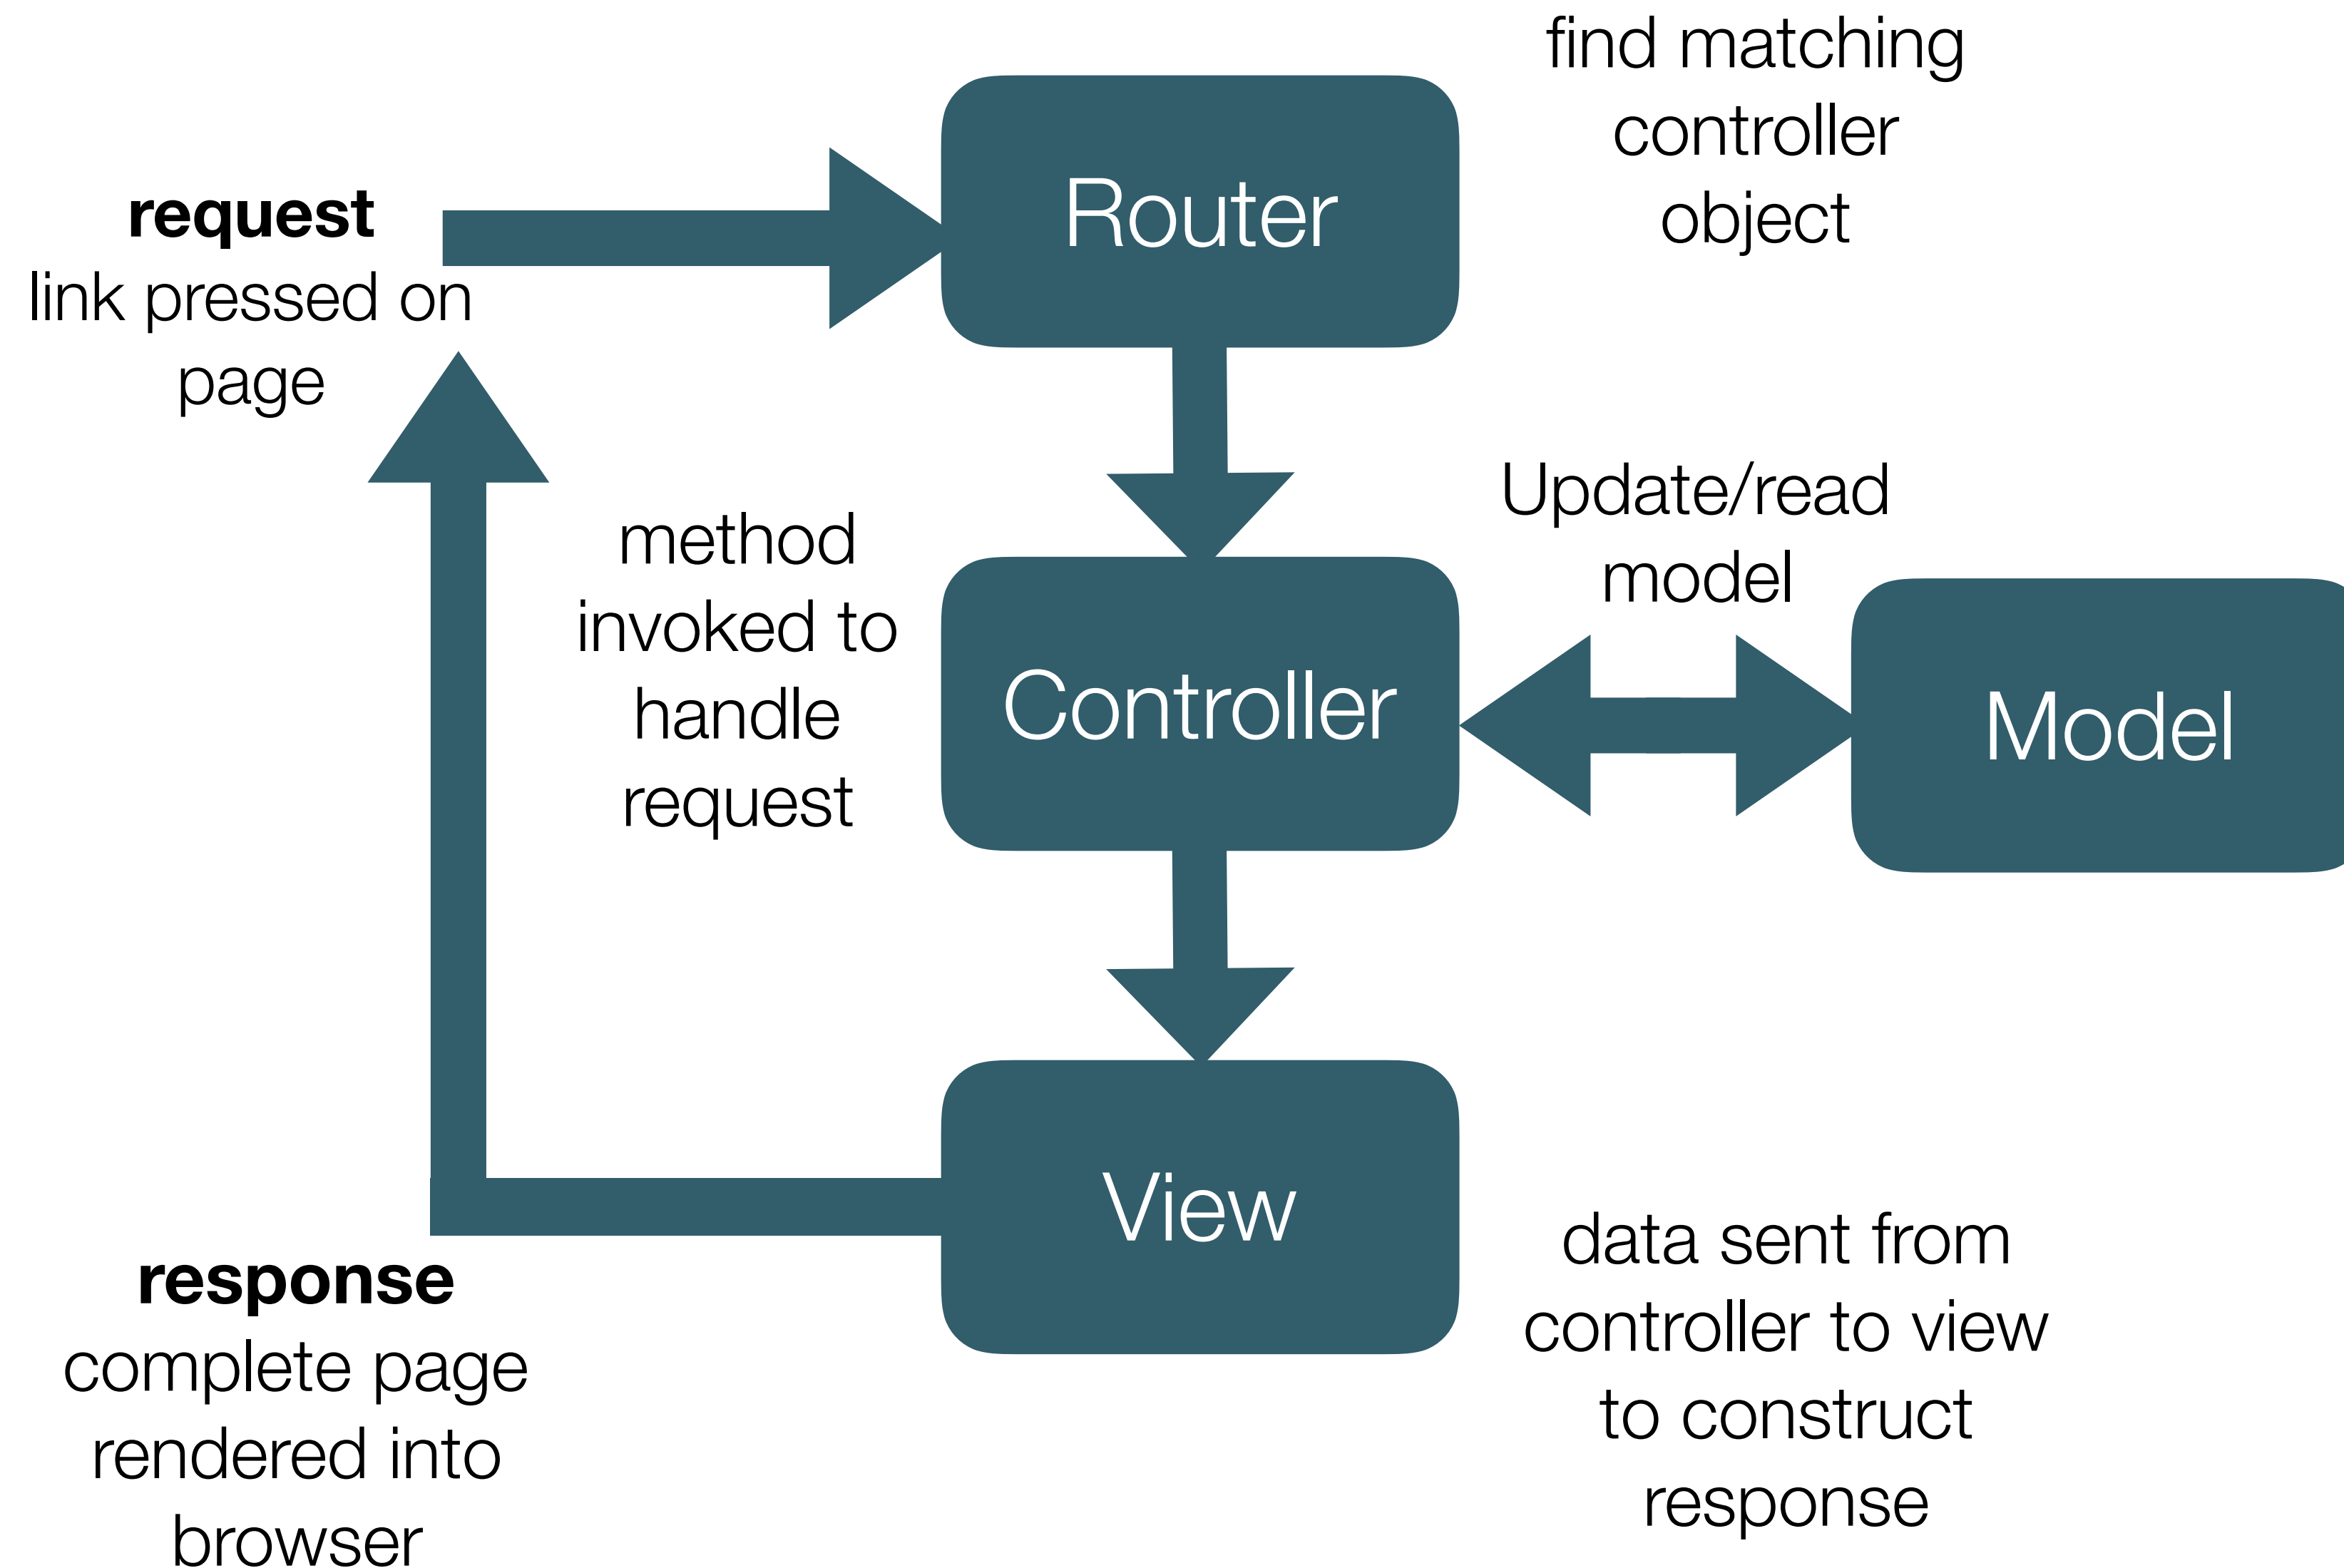 find matching
controller
object
Router
request
link pressed on
page
method
invoked to
handle
request
Update/read
model
Controller
Model
View
response
complete page
rendered into
browser
data sent from
controller to view
to construct
response